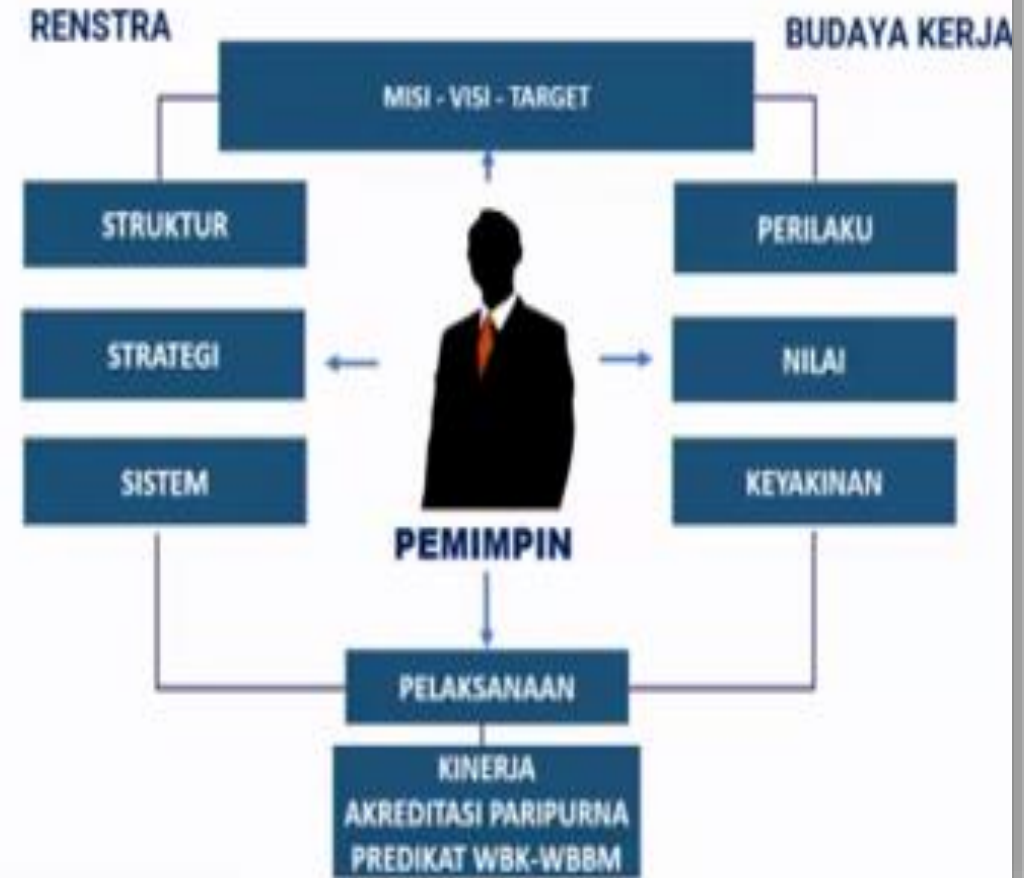 RENSTRA
BUDAYA KERJA
MISI - VISI - TARGET
STRUKTUR
PERILAKU
STRATEGI
NILAI
SISTEM
KEYAKINAN
PEMIMPIN
PELAKSANAAN
KINERJA
AKREDITASI PARIPURNA
PREDIKAT WBK-WBBM